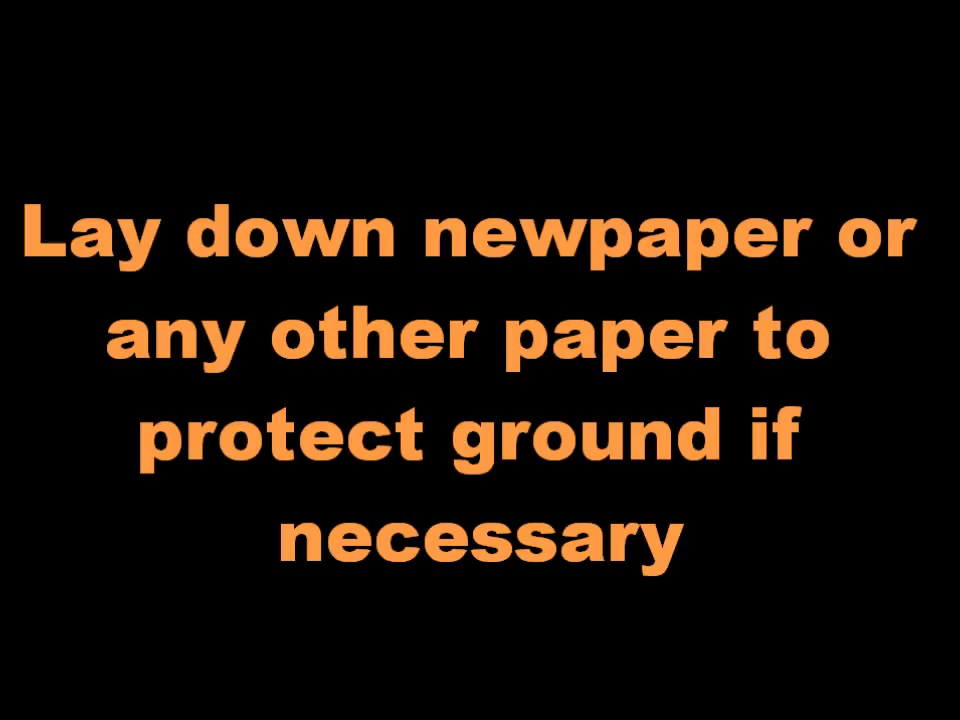 Lay down newpaper or
any other paper to
protect ground if
necessary